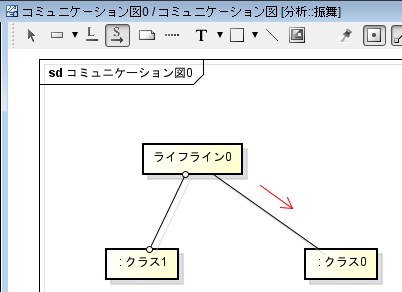 コミュニケーション図0 / コミュニケーション図 [分析::振舞]
L S T
sd コミュニケーション図0
ライフライン0
: クラス1
: クラス0